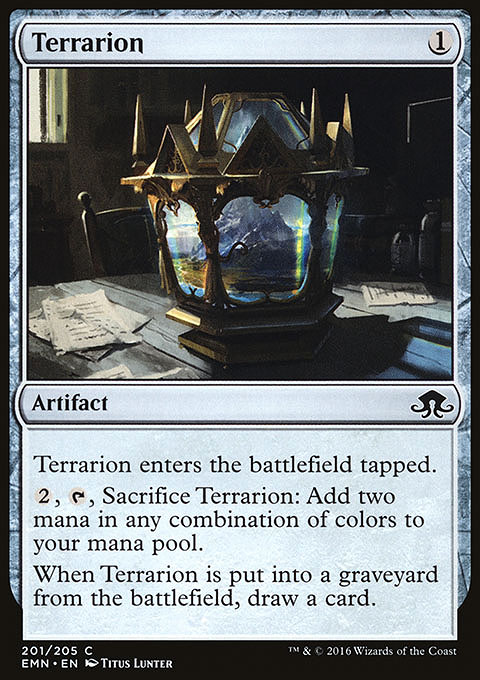 Terrarion 1
Artifact
Terrarion enters the battlefield tapped.
2, T, Sacrifice Terrarion: Add two
mana in any combination of colors to
your mana pool.
When Terrarion is put into a graveyard
from the battlefield, draw a card.
201/205 C
EMN • EN Titus Lunter
™ & © 2016 Wizards of the Coast